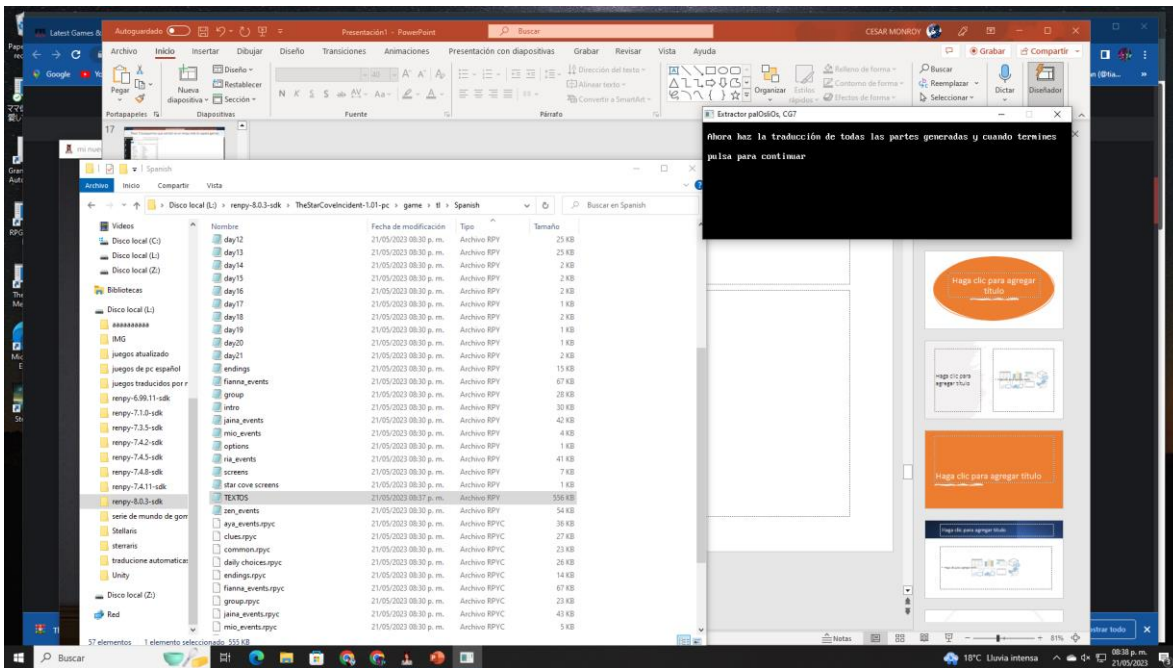 Latest Games &
Autoguardado
Presentación1 - PowerPoint
Buscar
CESAR MONROY
Archivo Inicio Insertar Dibujar Diseño Transiciones Animaciones Presentación con diapositivas Grabar Revisar Vista Ayuda
Grabar Compartir
Google
Pegar
Nueva
diapositiva
Diseño
Restablecer
Sección
N K S
Dirección del texto
Alinear texto
Convertir a SmartArt
Organizar
Estilos
rápidos
Relleno de forma
Contorno de forma
Efectos de forma
Buscar
Reemplazar
Seleccionar
Dictar
Diseñador
Portapapeles Diapositivas Fuente Párrafo
17
mi nuev
Extractor palOsliOs, CG7
Ahora haz la traducción de todas las partes generadas y cuando termines
pulsa para continuar
Spanish
Archivo Inicio Compartir Vista
Disco local (L:) › renpy-8.0.3-sdk › TheStarCoveIncident-1.01-pc › game › tl › Spanish
Buscar en Spanish
Videos
Disco local (C:)
Disco local (L:)
Disco local (Z:)
Bibliotecas
Disco local (L:)
aaaaaaaaaa
IMG
juegos atualizado
juegos de pc español
juegos traducidos por r
renpy-6.99.11-sdk
renpy-7.1.0-sdk
renpy-7.3.5-sdk
renpy-7.4.2-sdk
renpy-7.4.5-sdk
renpy-7.4.8-sdk
renpy-7.4.11-sdk
renpy-8.0.3-sdk
serie de mundo de gom
Stellaris
sterraris
traducione automaticas
Unity
Disco local (Z:)
Red
Nombre Fecha de modificación Tipo Tamaño
day12 21/05/2023 08:30 p. m. Archivo RPY 25 KB
day13 21/05/2023 08:30 p. m. Archivo RPY 25 KB
day14 21/05/2023 08:30 p. m. Archivo RPY 2 KB
day15 21/05/2023 08:30 p. m. Archivo RPY 2 KB
day16 21/05/2023 08:30 p. m. Archivo RPY 2 KB
day17 21/05/2023 08:30 p. m. Archivo RPY 1 KB
day18 21/05/2023 08:30 p. m. Archivo RPY 2 KB
day19 21/05/2023 08:30 p. m. Archivo RPY 1 KB
day20 21/05/2023 08:30 p. m. Archivo RPY 1 KB
day21 21/05/2023 08:30 p. m. Archivo RPY 2 KB
endings 21/05/2023 08:30 p. m. Archivo RPY 15 KB
fianna_events 21/05/2023 08:30 p. m. Archivo RPY 67 KB
group 21/05/2023 08:30 p. m. Archivo RPY 28 KB
intro 21/05/2023 08:30 p. m. Archivo RPY 30 KB
jaina_events 21/05/2023 08:30 p. m. Archivo RPY 42 KB
mio_events 21/05/2023 08:30 p. m. Archivo RPY 4 KB
options 21/05/2023 08:30 p. m. Archivo RPY 1 KB
ria_events 21/05/2023 08:30 p. m. Archivo RPY 41 KB
screens 21/05/2023 08:30 p. m. Archivo RPY 7 KB
star cove screens 21/05/2023 08:30 p. m. Archivo RPY 1 KB
TEXTOS 21/05/2023 08:37 p. m. Archivo RPY 556 KB
zen_events 21/05/2023 08:30 p. m. Archivo RPY 54 KB
aya_events.rpyc 21/05/2023 08:30 p. m. Archivo RPYC 36 KB
clues.rpyc 21/05/2023 08:30 p. m. Archivo RPYC 27 KB
common.rpyc 21/05/2023 08:30 p. m. Archivo RPYC 23 KB
daily choices.rpyc 21/05/2023 08:30 p. m. Archivo RPYC 26 KB
endings.rpyc 21/05/2023 08:30 p. m. Archivo RPYC 14 KB
fianna_events.rpyc 21/05/2023 08:30 p. m. Archivo RPYC 67 KB
group.rpyc 21/05/2023 08:30 p. m. Archivo RPYC 23 KB
jaina_events.rpyc 21/05/2023 08:30 p. m. Archivo RPYC 43 KB
mio_events.rpyc 21/05/2023 08:30 p. m. Archivo RPYC 5 KB
57 elementos 1 elemento seleccionado 555 KB
Haga clic para agregar
título
Haga clic para
agregar título
Haga clic para agregar título
Haga clic para agregar título
Notas
81%
Buscar
18°C Lluvia intensa
08:38 p. m.
21/05/2023